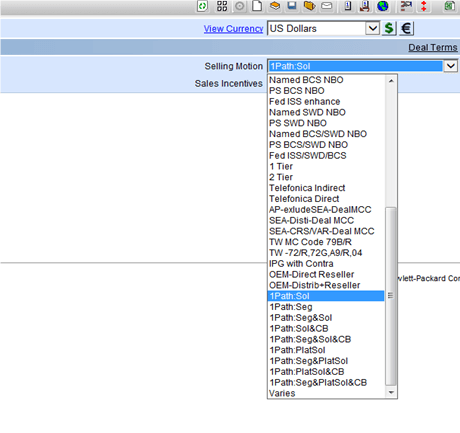 View Currency US Dollars $ €
Deal Terms
Selling Motion 1Path:Sol
Sales Incentives
Named BCS NBO
PS BCS NBO
Fed ISS enhance
Named SWD NBO
PS SWD NBO
Named BCS/SWD NBO
PS BCS/SWD NBO
Fed ISS/SWD/BCS
1 Tier
2 Tier
Telefonica Indirect
Telefonica Direct
AP-exludeSEA-DealMCC
SEA-Disti-Deal MCC
SEA-CRS/VAR-Deal MCC
TW MC Code 79B/R
TW -72/R,72G,A9/R,04
IPG with Contra
OEM-Direct Reseller
OEM-Distrib+Reseller
1Path:Sol
1Path:Seg
1Path:Seg&Sol
1Path:Sol&CB
1Path:Seg&Sol&CB
1Path:PlatSol
1Path:Seg&PlatSol
1Path:PlatSol&CB
1Path:Seg&PlatSol&CB
Varies
wlett-Packard Cor